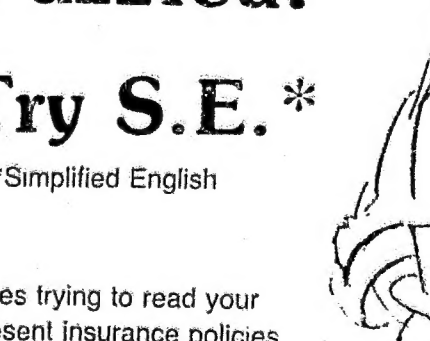 Try S.E.*
*Simplified English
es trying to read your
esent insurance policies